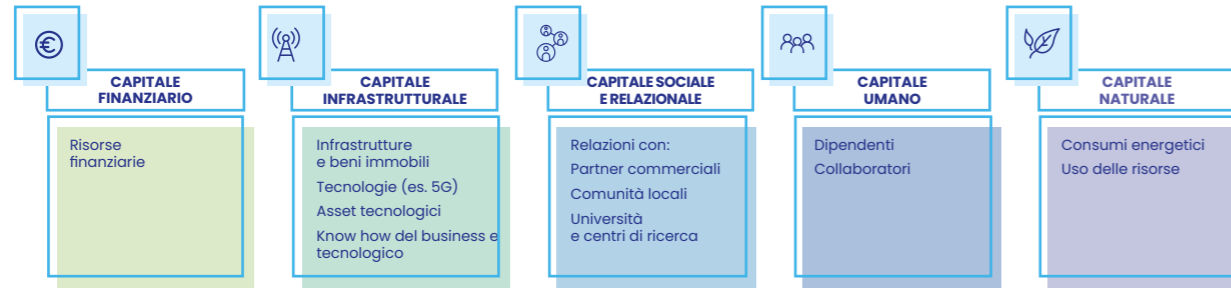 CAPITALE
FINANZIARIO
Risorse
finanziarie
CAPITALE
INFRASTRUTTURALE
Infrastrutture
e beni immobili
Tecnologie (es. 5G)
Asset tecnologici
Know how del business e
tecnologico
CAPITALE SOCIALE
E RELAZIONALE
Relazioni con:
Partner commerciali
Comunità locali
Università
e centri di ricerca
CAPITALE
UMANO
Dipendenti
Collaboratori
CAPITALE
NATURALE
Consumi energetici
Uso delle risorse